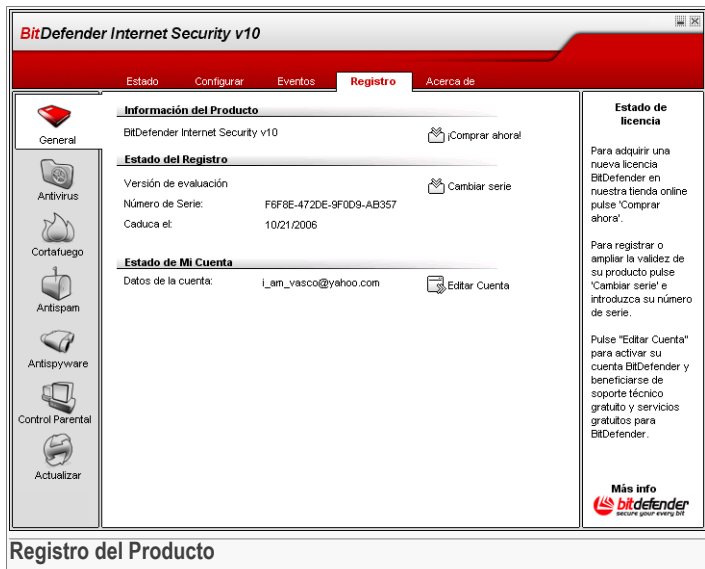 BitDefender Internet Security v10
Estado
Configurar
Eventos
Registro
Acerca de
General
Antivirus
Cortafuego
Antispam
Antispyware
Control Parental
Actualizar
Información del Producto
BitDefender Internet Security v10
¡Comprar ahora!
Estado del Registro
Versión de evaluación
Cambiar serie
Número de Serie:
F6F8E-472DE-9F0D9-AB357
Caduca el:
10/21/2006
Estado de Mi Cuenta
Datos de la cuenta:
i_am_vasco@yahoo.com
Editar Cuenta
Estado de
licencia
Para adquirir una
nueva licencia
BitDefender en
nuestra tienda online
pulse 'Comprar
ahora'.
Para registrar o
ampliar la validez de
su producto pulse
'Cambiar serie' e
introduzca su número
de serie.
Pulse "Editar Cuenta"
para activar su
cuenta BitDefender y
beneficiarse de
soporte técnico
gratuito y servicios
gratuitos para
BitDefender.
Más info
bitdefender
secure your every bit
Registro del Producto